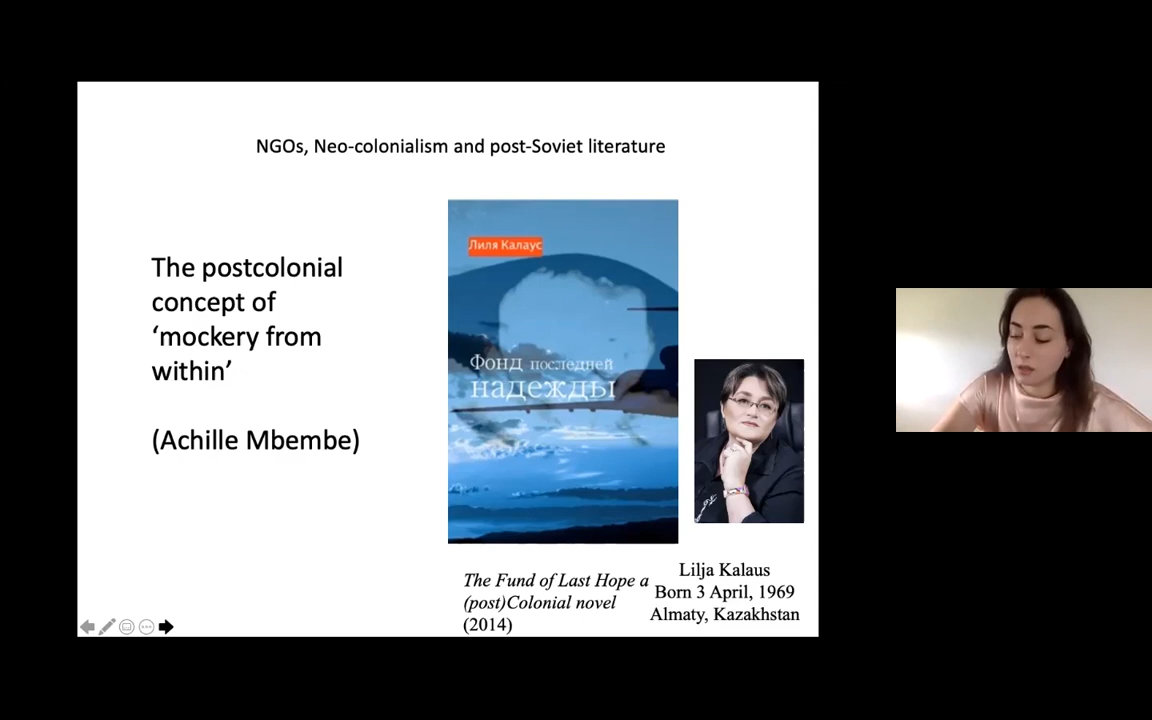 NGOs, Neo-colonialism and post-Soviet literature
The postcolonial
concept of
‘mockery from
within’
(Achille Mbembe)
Лиля Калаус
Фонд последней
надежды
The Fund of Last Hope a
(post)Colonial novel
(2014)
Lilja Kalaus
Born 3 April, 1969
Almaty, Kazakhstan